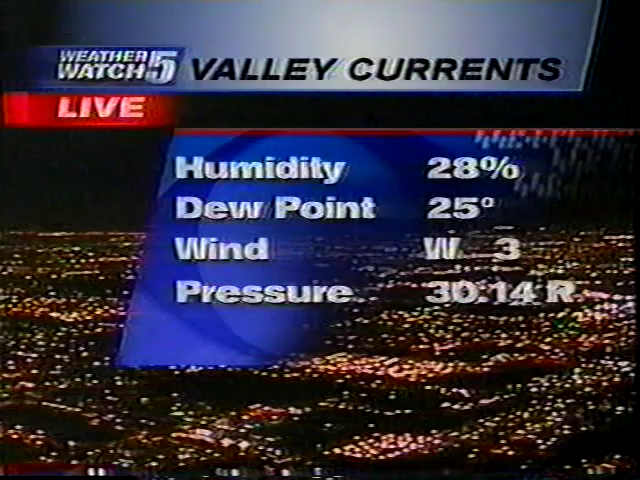 WEATHER
WATCH 5
VALLEY CURRENTS
LIVE
Humidity 28%
Dew Point 25°
Wind W 3
Pressure 30.14 R